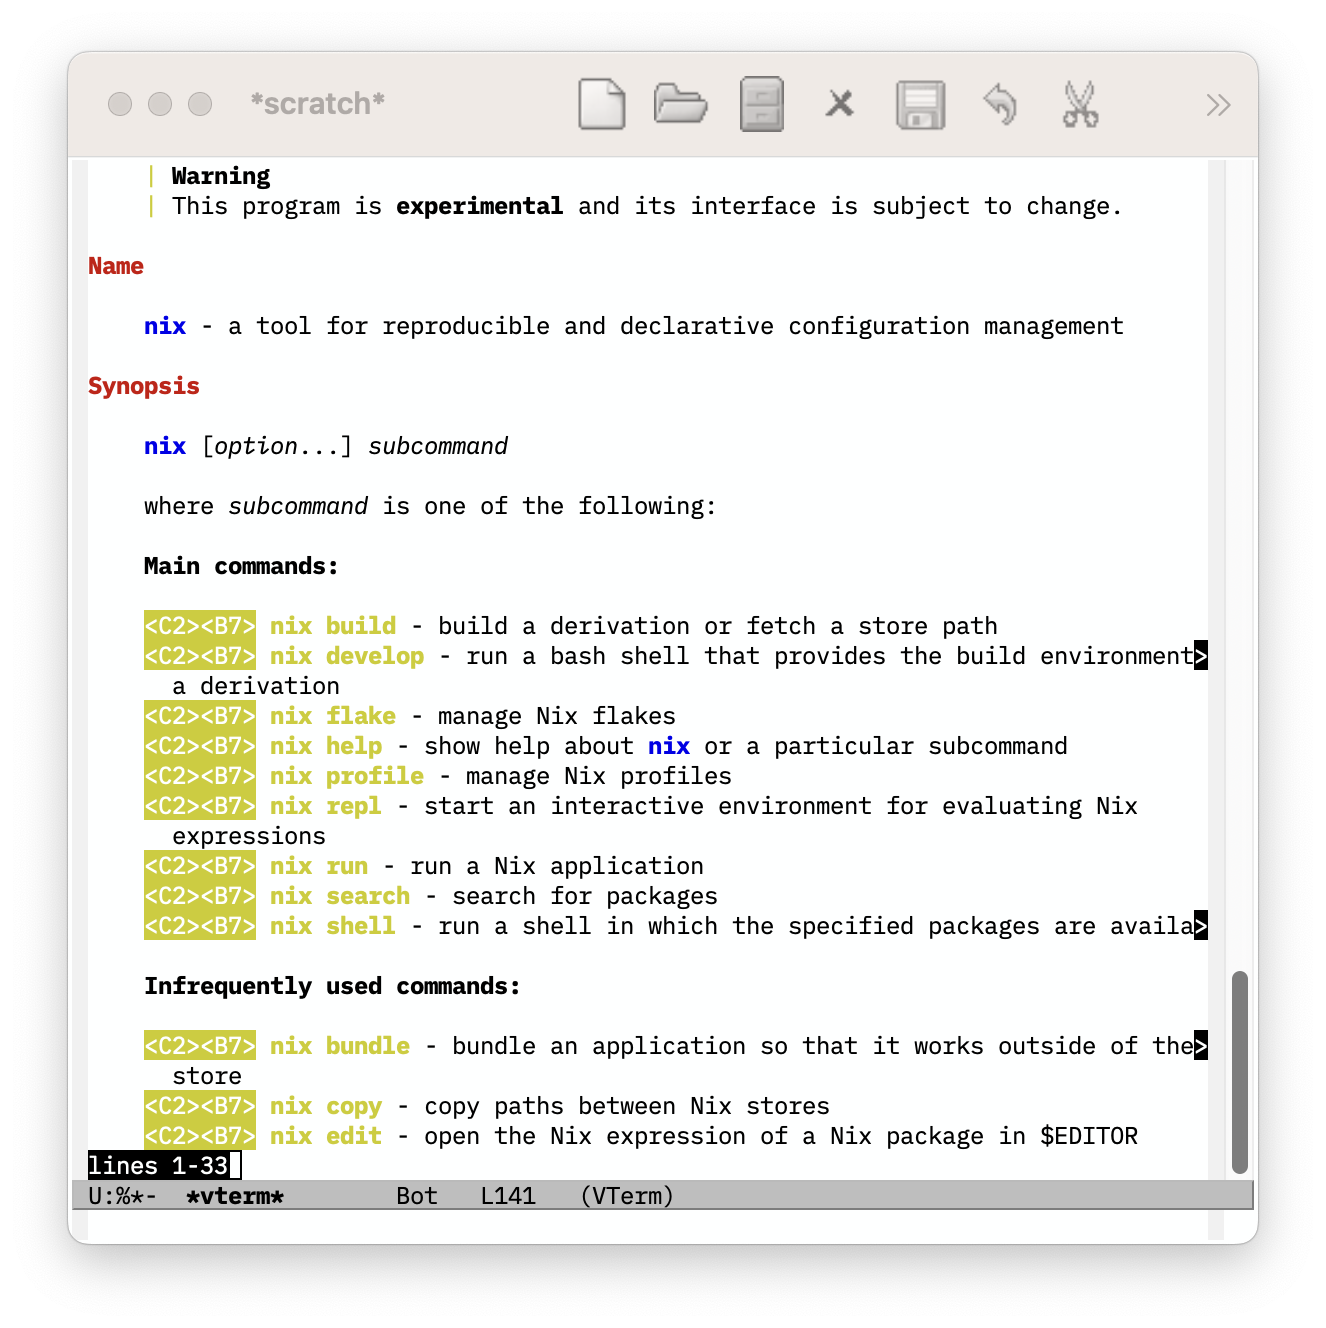 *scratch*
| Warning
| This program is experimental and its interface is subject to change.
Name
nix - a tool for reproducible and declarative configuration management
Synopsis
nix [option...] subcommand
where subcommand is one of the following:
Main commands:
<C2><B7> nix build - build a derivation or fetch a store path
<C2><B7> nix develop - run a bash shell that provides the build environment>
a derivation
<C2><B7> nix flake - manage Nix flakes
<C2><B7> nix help - show help about nix or a particular subcommand
<C2><B7> nix profile - manage Nix profiles
<C2><B7> nix repl - start an interactive environment for evaluating Nix
expressions
<C2><B7> nix run - run a Nix application
<C2><B7> nix search - search for packages
<C2><B7> nix shell - run a shell in which the specified packages are availa>
Infrequently used commands:
<C2><B7> nix bundle - bundle an application so that it works outside of the>
store
<C2><B7> nix copy - copy paths between Nix stores
<C2><B7> nix edit - open the Nix expression of a Nix package in $EDITOR
lines 1-33
U:%*- *vterm* Bot L141 (VTerm)